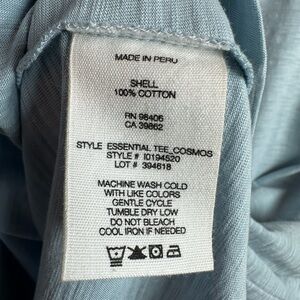 MADE IN PERU
SHELL
100% COTTON
RN 98406
CA 39862
STYLE ESSENTIAL TEE_COSMOS
STYLE # I0194520
LOT # 394618
MACHINE WASH COLD
WITH LIKE COLORS
GENTLE CYCLE
TUMBLE DRY LOW
DO NOT BLEACH
COOL IRON IF NEEDED